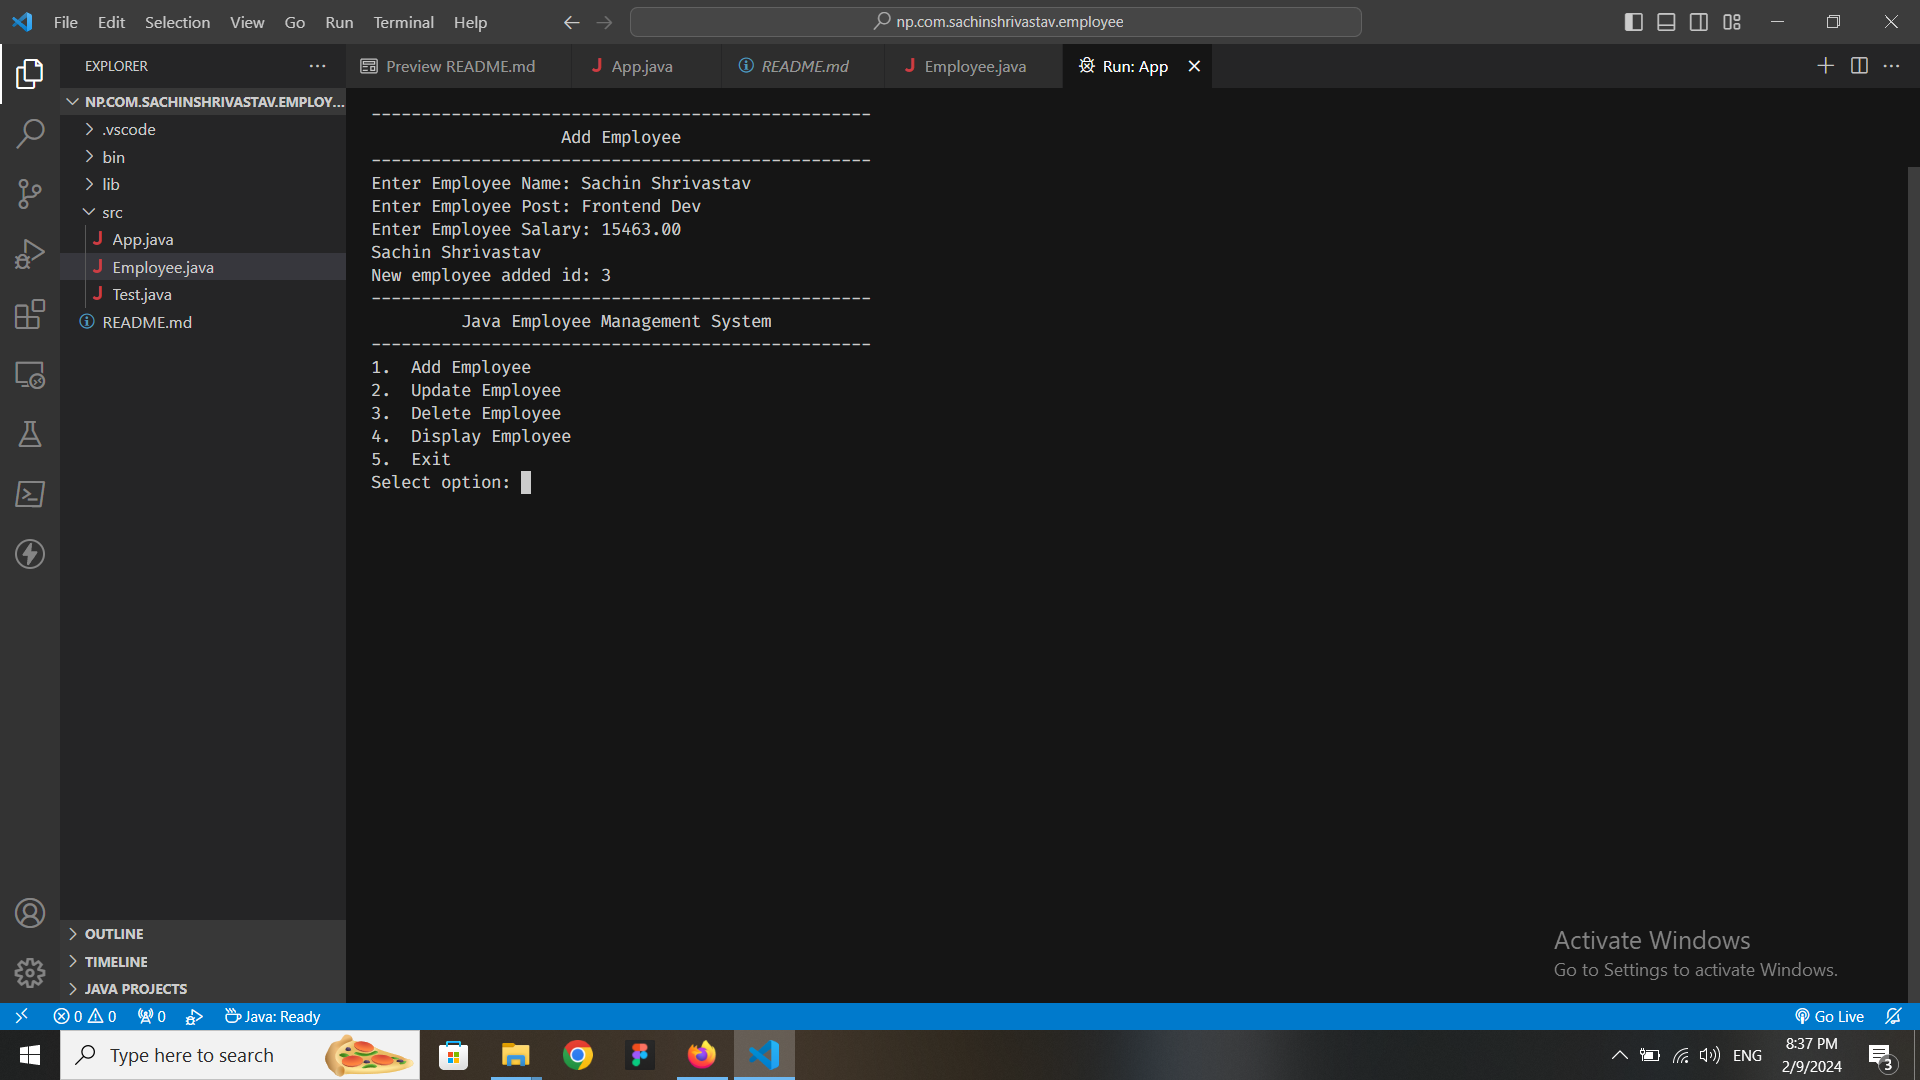 File Edit Selection View Go Run Terminal Help
np.com.sachinshrivastav.employee
EXPLORER
Preview README.md
App.java
README.md
Employee.java
Run: App
NP.COM.SACHINSHRIVASTAV.EMPLOY...
.vscode
bin
lib
src
App.java
Employee.java
Test.java
README.md
--------------------------------------------------
Add Employee
--------------------------------------------------
Enter Employee Name: Sachin Shrivastav
Enter Employee Post: Frontend Dev
Enter Employee Salary: 15463.00
Sachin Shrivastav
New employee added id: 3
--------------------------------------------------
Java Employee Management System
--------------------------------------------------
1. Add Employee
2. Update Employee
3. Delete Employee
4. Display Employee
5. Exit
Select option:
OUTLINE
TIMELINE
JAVA PROJECTS
Activate Windows
Go to Settings to activate Windows.
0 0 0 Java: Ready
Go Live
Type here to search
ENG
8:37 PM
2/9/2024
3